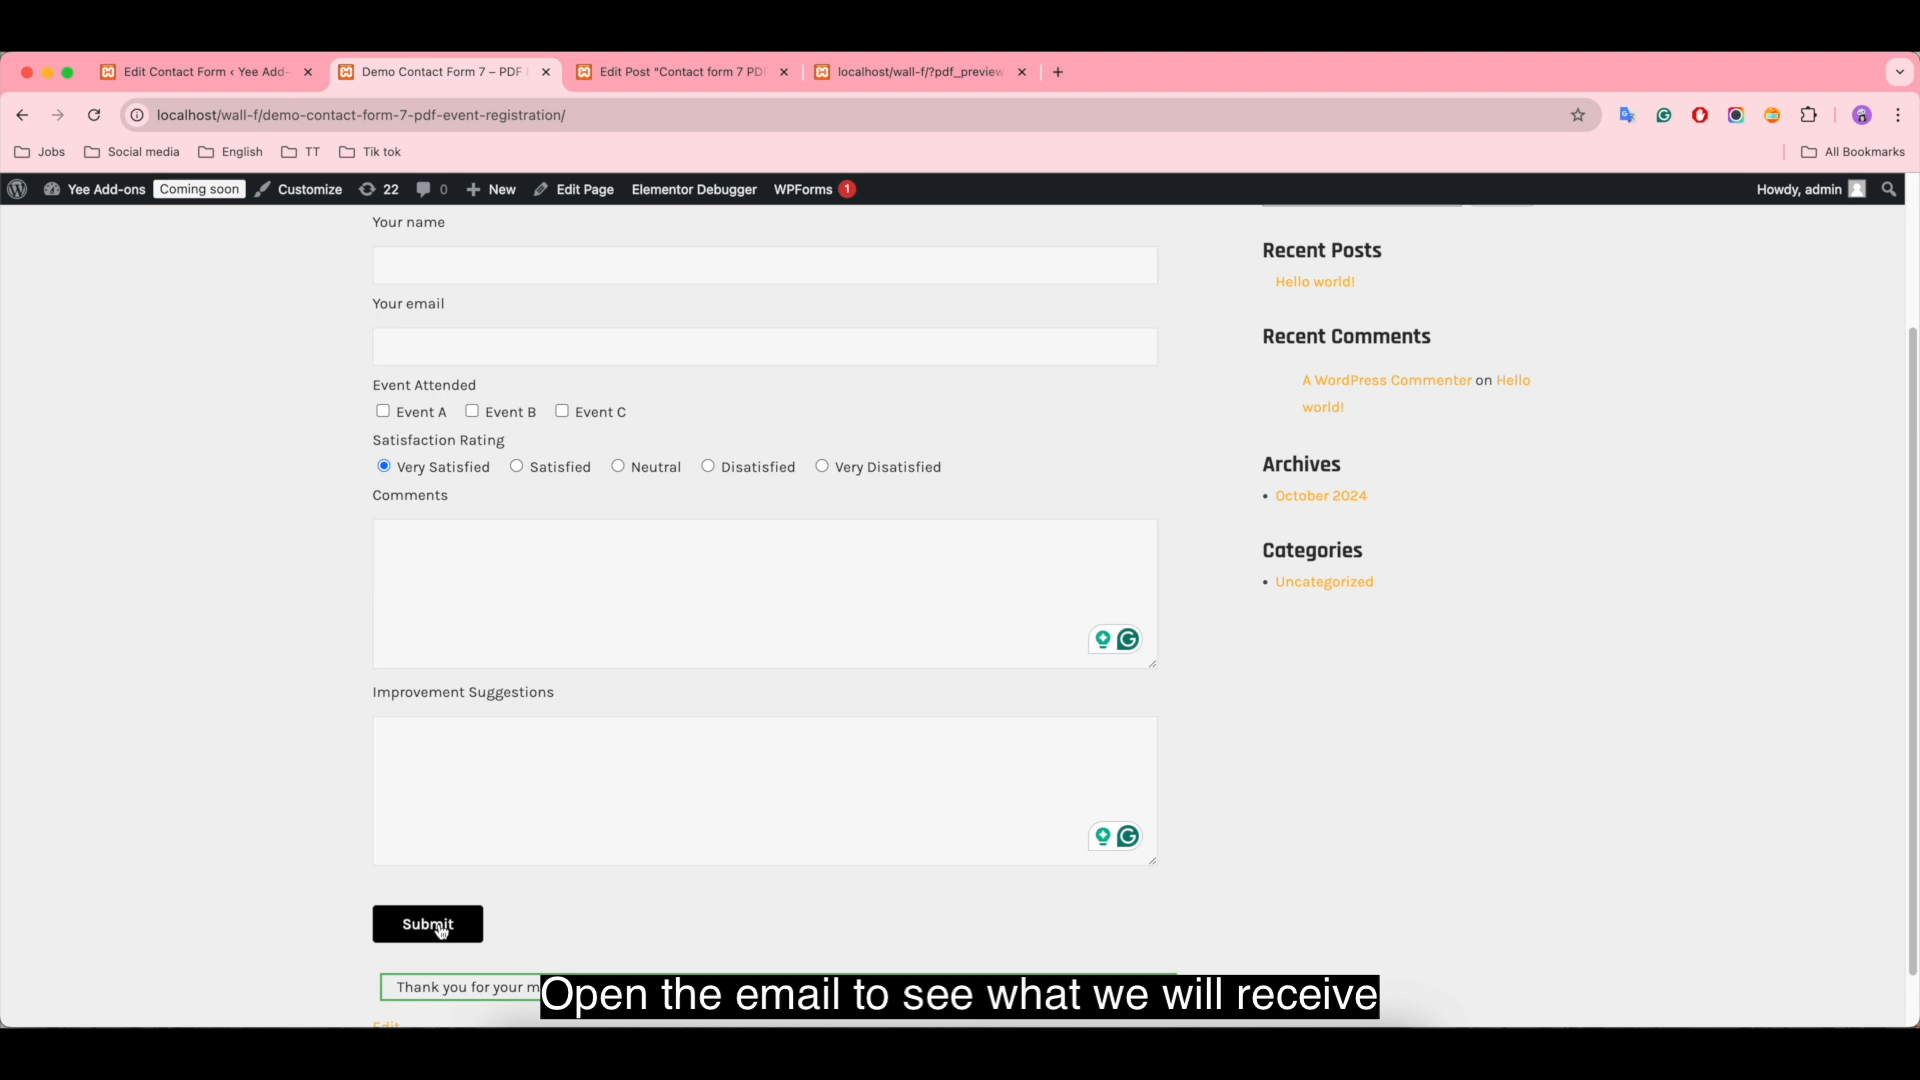 Edit Contact Form ‹ Yee Add-
Demo Contact Form 7 – PDF
Edit Post “Contact form 7 PD
localhost/wall-f/?pdf_preview
localhost/wall-f/demo-contact-form-7-pdf-event-registration/
Jobs
Social media
English
TT
Tik tok
All Bookmarks
Yee Add-ons
Coming soon
Customize
22
0
New
Edit Page
Elementor Debugger
WPForms 1
Howdy, admin
Your name
Your email
Event Attended
Event A
Event B
Event C
Satisfaction Rating
Very Satisfied
Satisfied
Neutral
Disatisfied
Very Disatisfied
Comments
Improvement Suggestions
Submit
Thank you for your m
Edit
Recent Posts
Hello world!
Recent Comments
A WordPress Commenter on Hello
world!
Archives
• October 2024
Categories
• Uncategorized
Open the email to see what we will receive